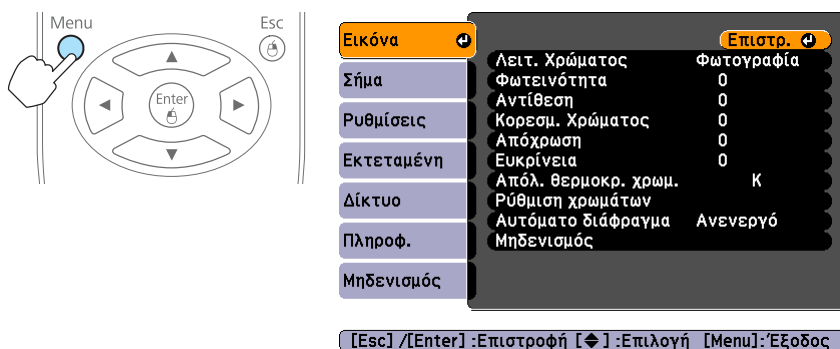 Menu
Esc
Enter
Εικόνα
Σήμα
Ρυθμίσεις
Εκτεταμένη
Δίκτυο
Πληροφ.
Μηδενισμός
Επιστρ.
Λειτ. Χρώματος Φωτογραφία
Φωτεινότητα 0
Αντίθεση 0
Κορεσμ. Χρώματος 0
Απόχρωση 0
Ευκρίνεια 0
Απόλ. θερμοκρ. χρωμ. K
Ρύθμιση χρωμάτων
Αυτόματο διάφραγμα Ανενεργό
Μηδενισμός
[Esc] /[Enter] :Επιστροφή [◆] :Επιλογή [Menu]:Έξοδος